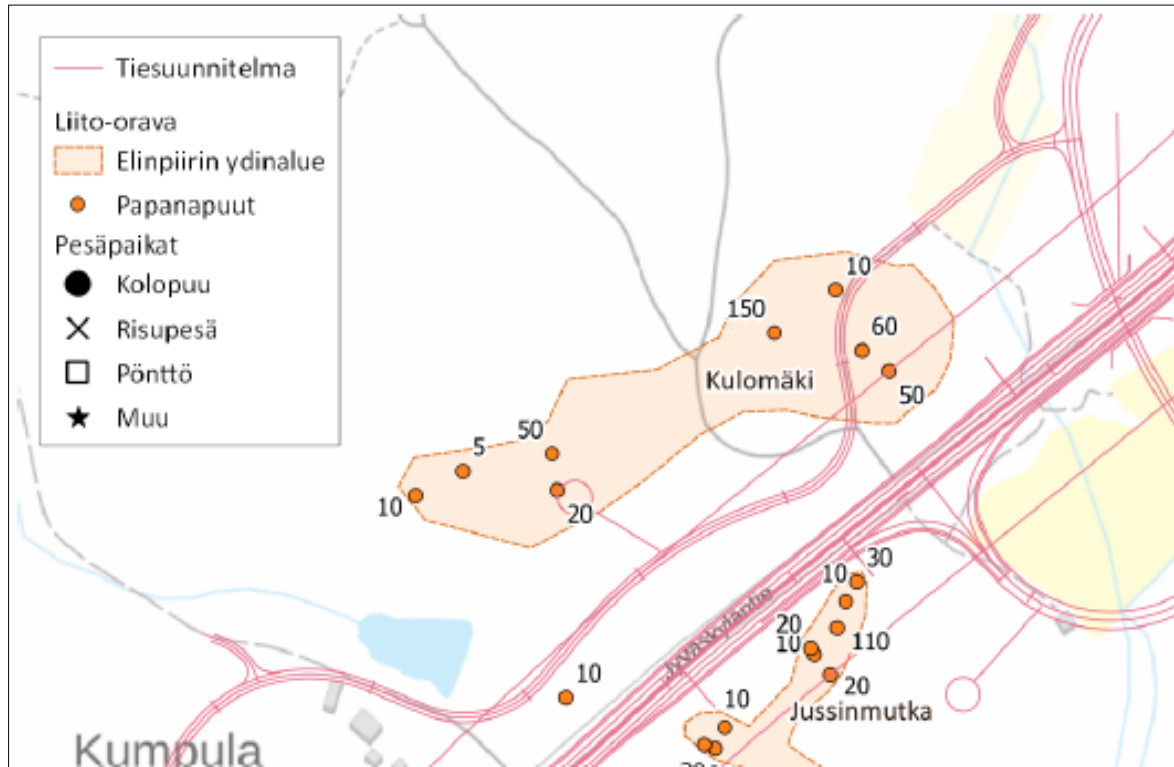 Tiesuunnitelma
Liito-orava
Elinpiirin ydinalue
Papanapuut
Pesäpaikat
Kolopuu
Risupesä
Pönttö
Muu
10
150
60
Kulomäki
50
50
5
10
20
30
10
20
10
110
20
Jyväskyläntie
10
10
Jussinmutka
Kumpula